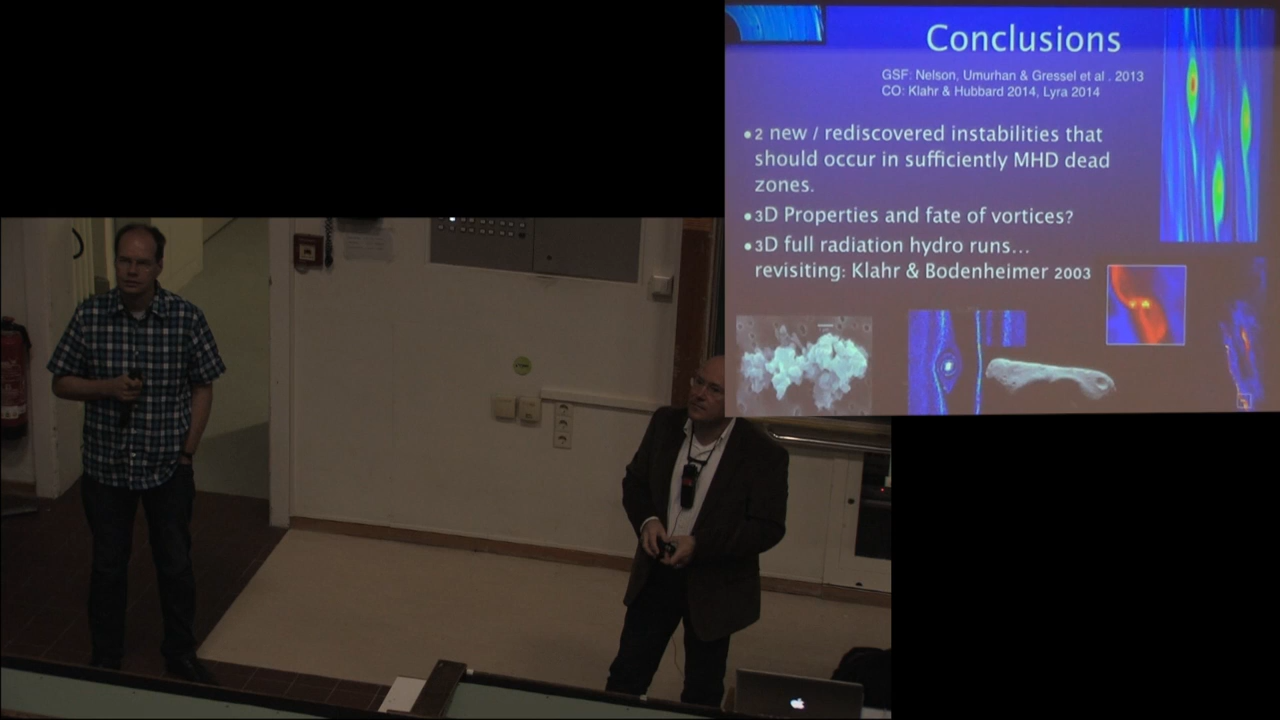 Conclusions
GSF: Nelson, Umurhan & Gressel et al . 2013
CO: Klahr & Hubbard 2014, Lyra 2014
•2 new / rediscovered instabilities that
should occur in sufficiently MHD dead
zones.
•3D Properties and fate of vortices?
•3D full radiation hydro runs...
revisiting: Klahr & Bodenheimer 2003